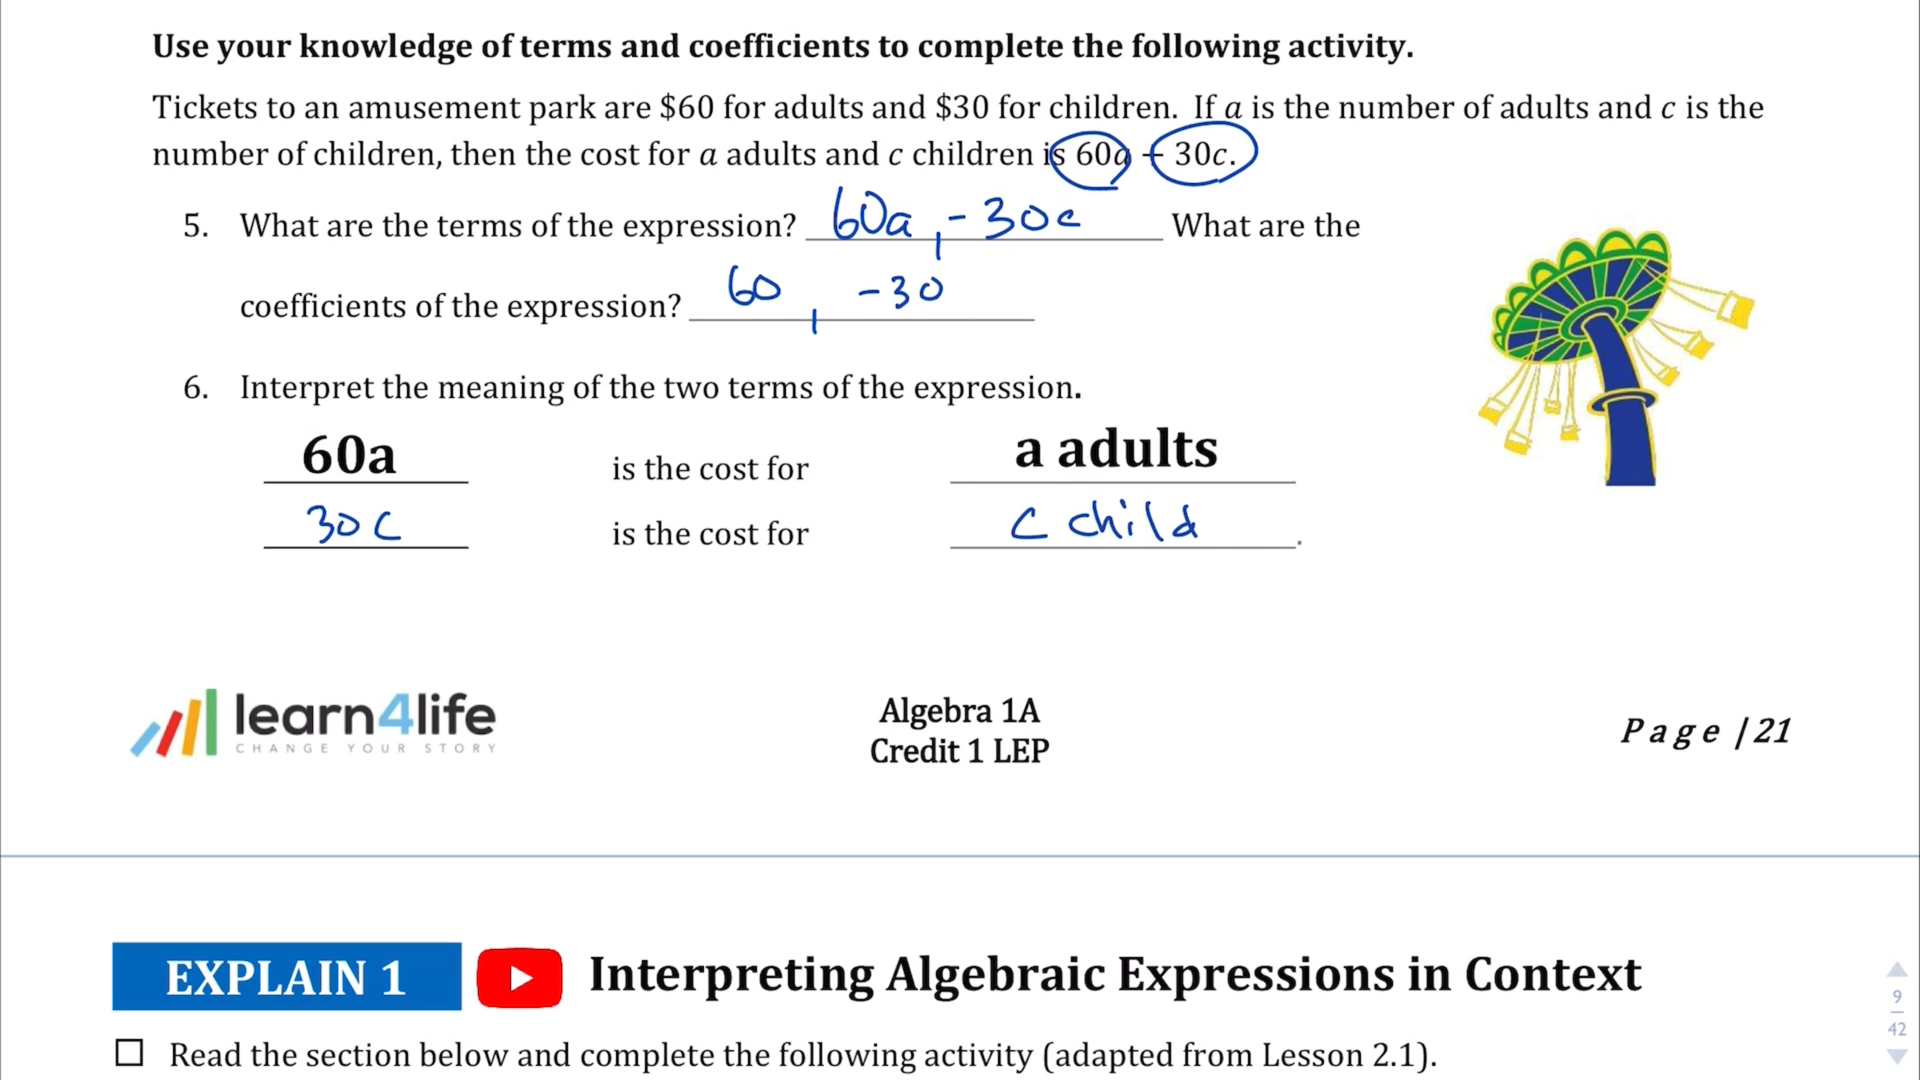 Use your knowledge of terms and coefficients to complete the following activity.
Tickets to an amusement park are $60 for adults and $30 for children. If a is the number of adults and c is the
number of children, then the cost for a adults and c children is 60a + 30c.
5. What are the terms of the expression? 60a, -30c What are the
coefficients of the expression? 60, -30
6. Interpret the meaning of the two terms of the expression.
60a is the cost for a adults
30c is the cost for c child.
learn4life
CHANGE YOUR STORY
Algebra 1A
Credit 1 LEP
Page |21
EXPLAIN 1 Interpreting Algebraic Expressions in Context
Read the section below and complete the following activity (adapted from Lesson 2.1).
9
42